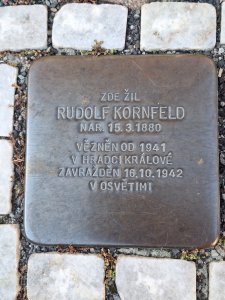 ZDE ŽIL
RUDOLF KORNFELD
NAR. 15.3.1880
VĚZNĚN OD 1941
V HRADCI KRÁLOVÉ
ZAVRAŽDĚN 16.10.1942
V OSVĚTIMI